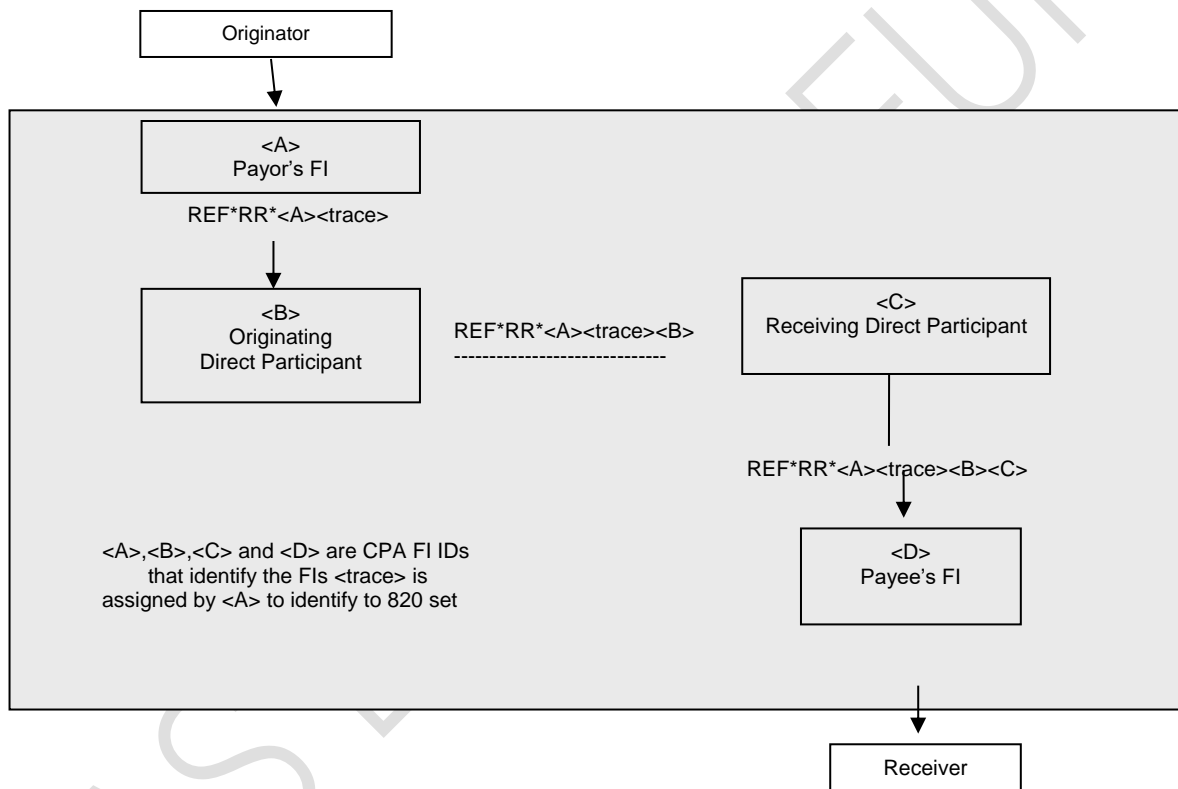 Originator
<A>
Payor's FI
REF*RR*<A><trace>
<B>
Originating
Direct Participant
REF*RR*<A><trace><B>
------------------------------
<C>
Receiving Direct Participant
REF*RR*<A><trace><B><C>
<A>,<B>,<C> and <D> are CPA FI IDs
that identify the FIs <trace> is
assigned by <A> to identify to 820 set
<D>
Payee's FI
Receiver